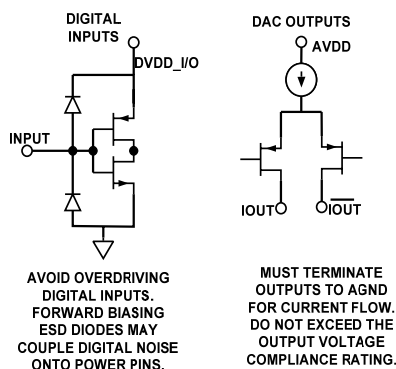 DIGITAL
INPUTS
DVDD_I/O
INPUT
AVOID OVERDRIVING
DIGITAL INPUTS.
FORWARD BIASING
ESD DIODES MAY
COUPLE DIGITAL NOISE
ONTO POWER PINS.
DAC OUTPUTS
AVDD
IOUT
IOUT
MUST TERMINATE
OUTPUTS TO AGND
FOR CURRENT FLOW.
DO NOT EXCEED THE
OUTPUT VOLTAGE
COMPLIANCE RATING.